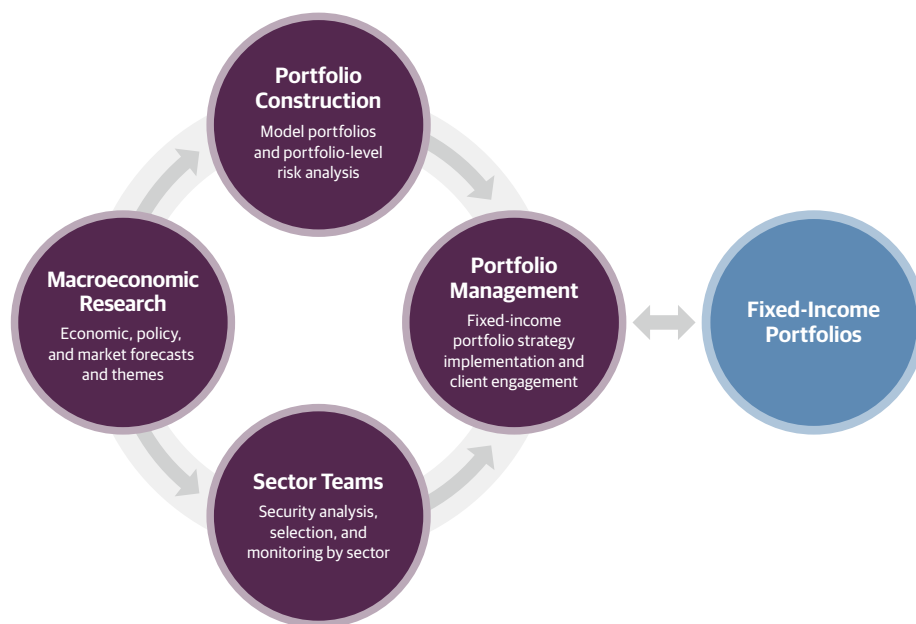 Portfolio
Construction
Model portfolios
and portfolio-level
risk analysis
Macroeconomic
Research
Economic, policy,
and market forecasts
and themes
Portfolio
Management
Fixed-income
portfolio strategy
implementation and
client engagement
Fixed-Income
Portfolios
Sector Teams
Security analysis,
selection, and
monitoring by sector